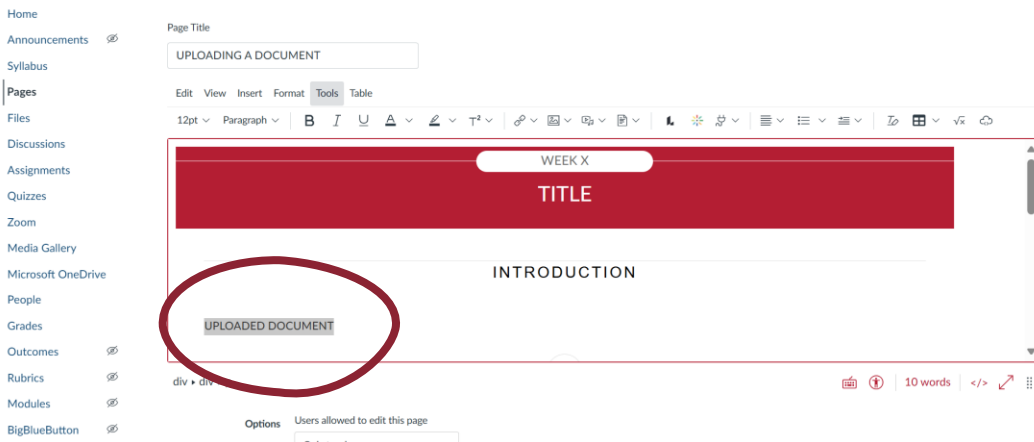 Home
Announcements
Syllabus
Pages
Files
Discussions
Assignments
Quizzes
Zoom
Media Gallery
Microsoft OneDrive
People
Grades
Outcomes
Rubrics
Modules
BigBlueButton
Page Title
UPLOADING A DOCUMENT
Edit View Insert Format Tools Table
12pt Paragraph B I U A T²
WEEK X
TITLE
INTRODUCTION
UPLOADED DOCUMENT
div ▸ div
10 words </>
Options Users allowed to edit this page